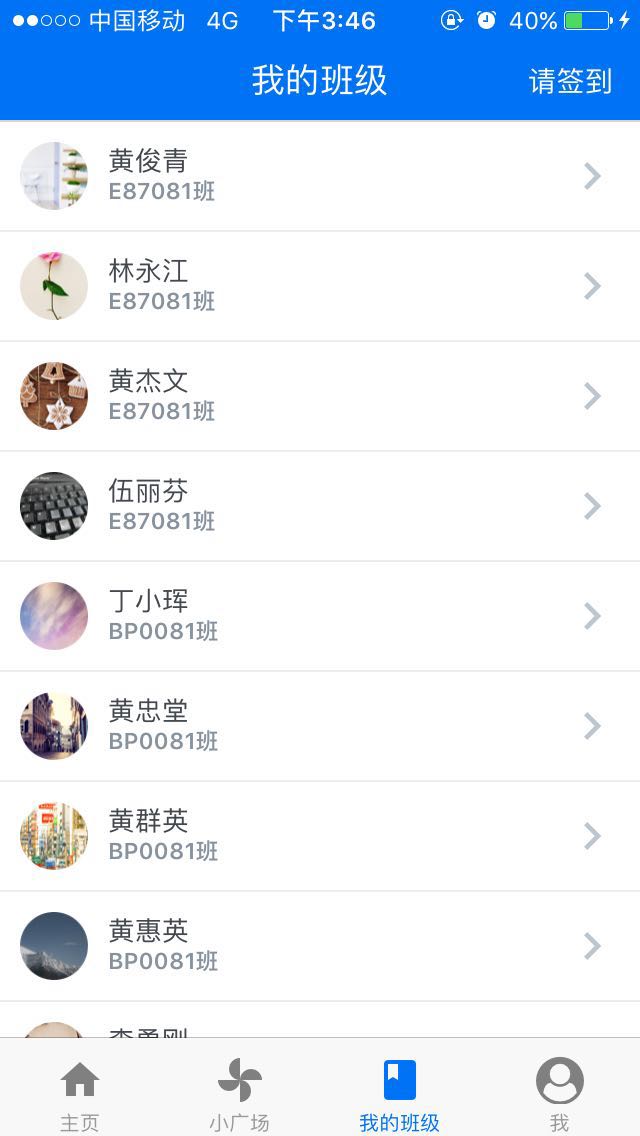 中国移动 4G 下午3:46 40%
我的班级 请签到
黄俊青
E87081班
林永江
E87081班
黄杰文
E87081班
伍丽芬
E87081班
丁小珲
BP0081班
黄忠堂
BP0081班
黄群英
BP0081班
黄惠英
BP0081班
主页 小广场 我的班级 我